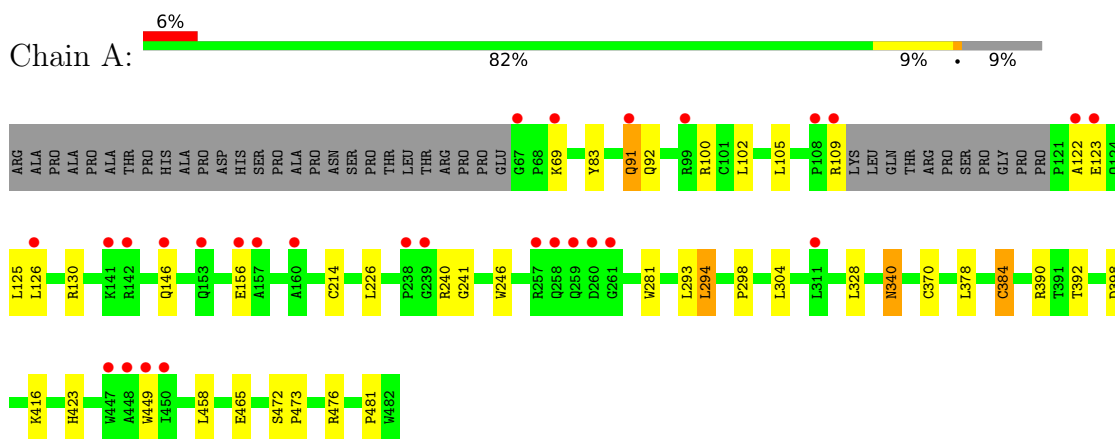 6%
Chain A:
82% 9% • 9%
ARG ALA PRO ALA PRO ALA THR PRO HIS ALA PRO ASP HIS SER PRO ALA PRO ASN SER PRO THR LEU THR ARG PRO PRO GLU G67 P68 K69 Y83 Q91 Q92 R99 R100 C101 L102 L105 P108 R109 LYS LEU GLN THR ARG PRO SER PRO GLY PRO PRO P121 A122 E123 Q124
L125 L126 R130 K141 R142 Q146 Q153 E156 A157 A160 C214 L226 P238 G239 R240 G241 W246 R257 Q258 Q259 D260 G261 W281 L293 L294 P298 L304 L311 L328 N340 C370 L378 C384 R390 T391 T392
K416 H423 W447 A448 W449 I450 L458 E465 S472 P473 R476 P481 W482